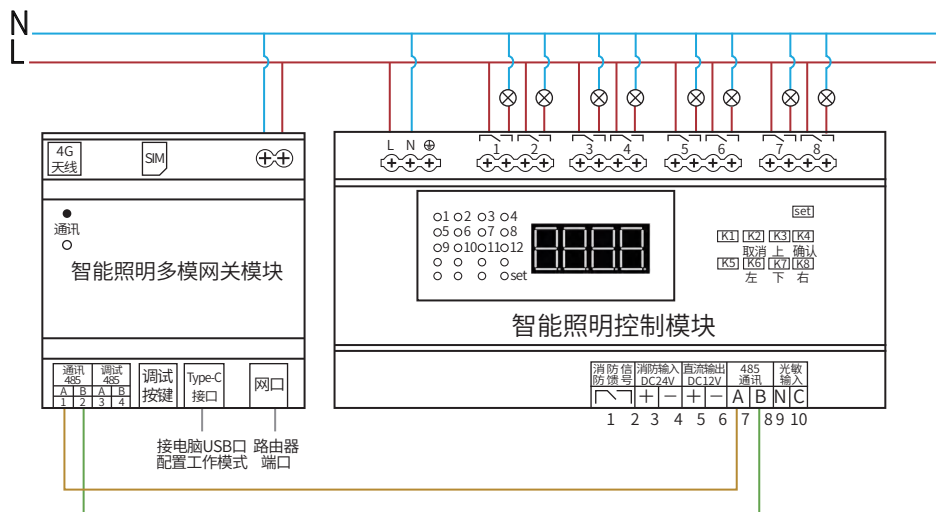 N
L
4G
天线
SIM
通讯
智能照明多模网关模块
通讯 485
调试 485
A B A B
1 2 3 4
调试
按键
Type-C
接口
网口
接电脑USB口
配置工作模式
路由器
端口
L N
1 2 3 4 5 6 7 8
1 2 3 4
5 6 7 8
9 10 11 12
set
set
K1 K2 K3 K4
取消 上 确认
K5 K6 K7 K8
左 下 右
智能照明控制模块
消防信 消防输入 直流输出 485 光敏
防馈号 DC24V DC12V 通讯 输入
+ − + − A B N C
1 2 3 4 5 6 7 8 9 10